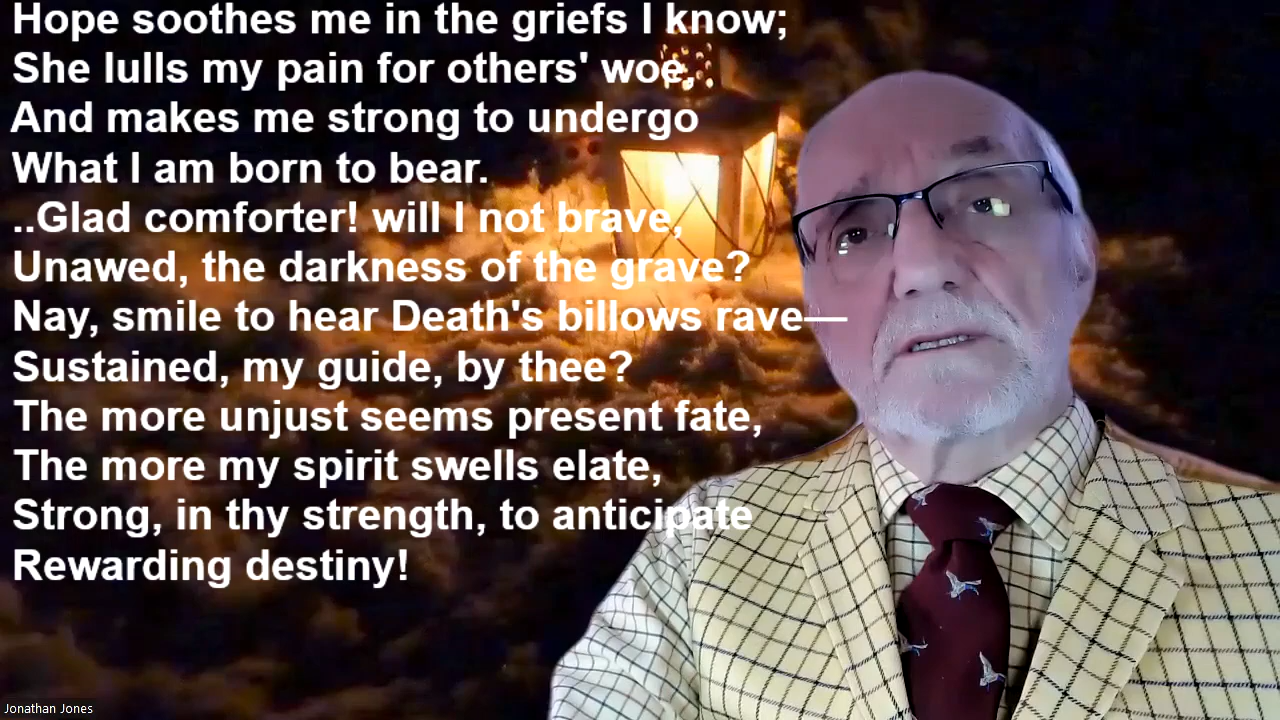 Hope soothes me in the griefs I know;
She lulls my pain for others' woe,
And makes me strong to undergo
What I am born to bear.
..Glad comforter! will I not brave,
Unawed, the darkness of the grave?
Nay, smile to hear Death's billows rave—
Sustained, my guide, by thee?
The more unjust seems present fate,
The more my spirit swells elate,
Strong, in thy strength, to anticipate
Rewarding destiny!
Jonathan Jones